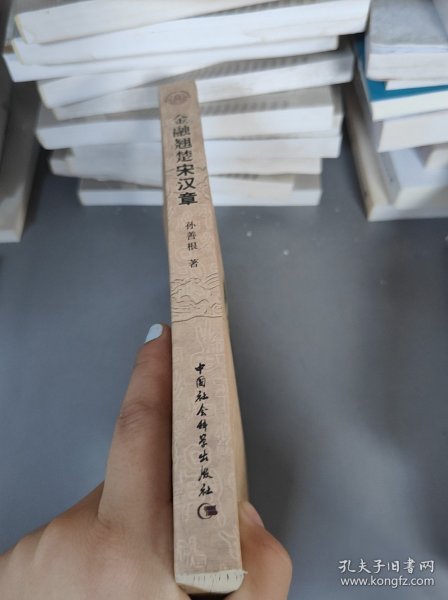 金融翘楚宋汉章
孙善根 著
中国社会科学出版社
孔夫子旧书网
www.kongfz.com